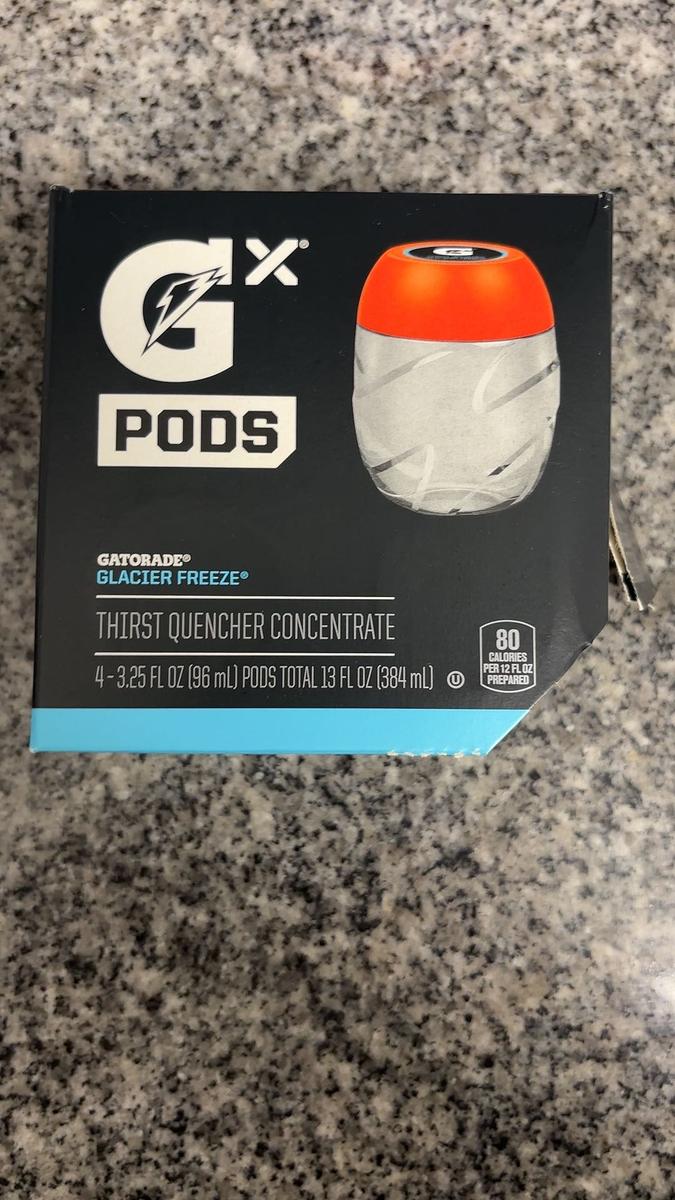 G X®
PODS
GATORADE®
GLACIER FREEZE®
THIRST QUENCHER CONCENTRATE
4-3.25 FL OZ (96 mL) PODS TOTAL 13 FL OZ (384 mL) U
80
CALORIES
PER 12 FL OZ
PREPARED